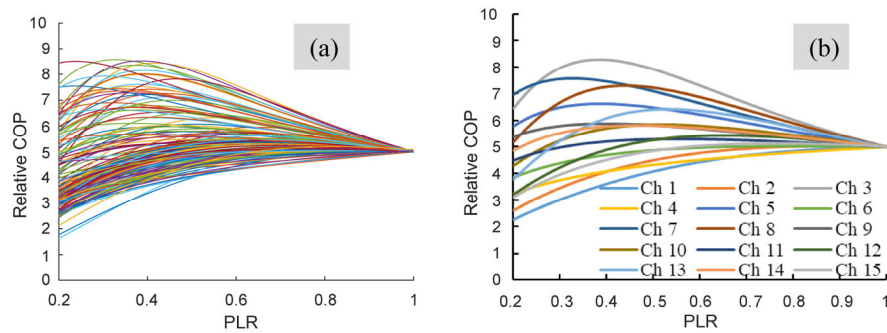 (a)
Relative COP
10
9
8
7
6
5
4
3
2
1
0
0.2 0.4 0.6 0.8 1
PLR
(b)
Relative COP
10
9
8
7
6
5
4
3
2
1
0
Ch 1 Ch 2 Ch 3
Ch 4 Ch 5 Ch 6
Ch 7 Ch 8 Ch 9
Ch 10 Ch 11 Ch 12
Ch 13 Ch 14 Ch 15
0.2 0.3 0.4 0.5 0.6 0.7 0.8 0.9 1
PLR